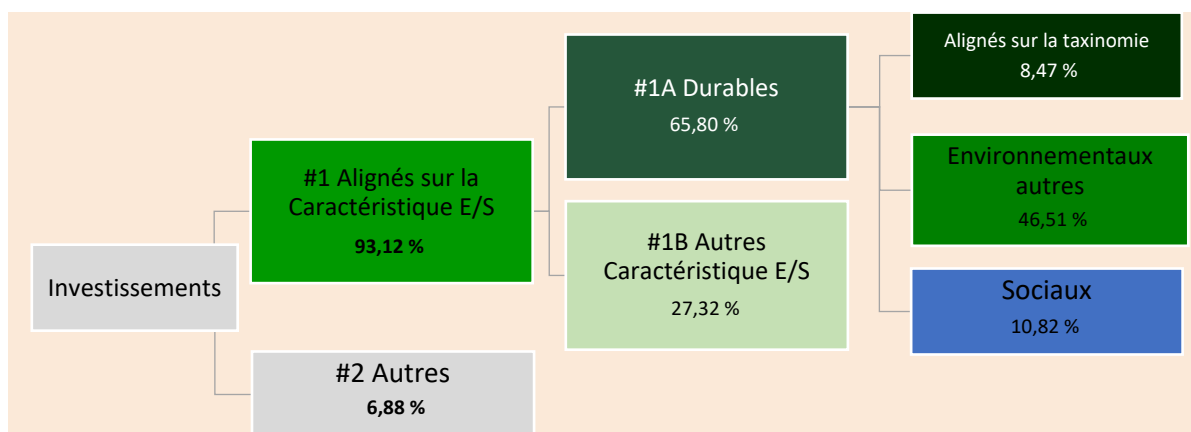 Investissements
#1 Alignés sur la
Caractéristique E/S
93,12 %
#2 Autres
6,88 %
#1A Durables
65,80 %
#1B Autres
Caractéristique E/S
27,32 %
Alignés sur la taxinomie
8,47 %
Environnementaux
autres
46,51 %
Sociaux
10,82 %